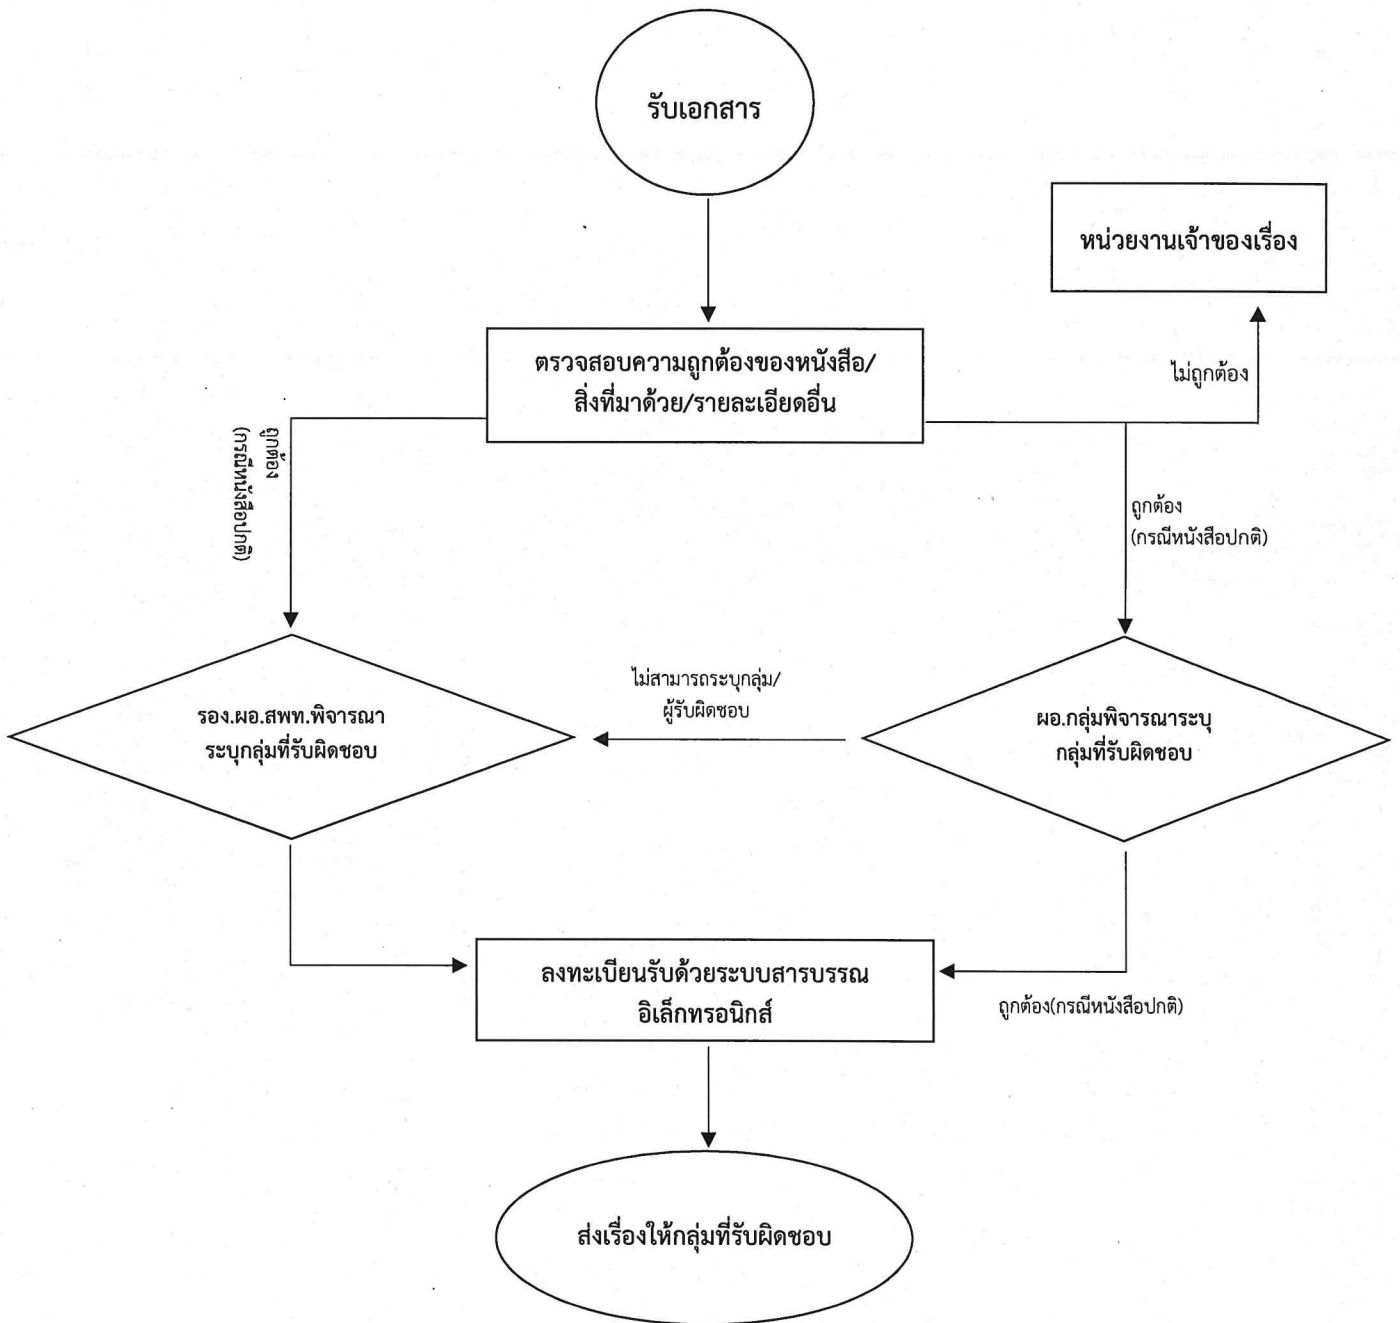 รับเอกสาร
หน่วยงานเจ้าของเรื่อง
ตรวจสอบความถูกต้องของหนังสือ/
สิ่งที่มาด้วย/รายละเอียดอื่น
ไม่ถูกต้อง
ถูกต้อง
(กรณีหนังสือปกติ)
ถูกต้อง
(กรณีหนังสือปกติ)
ไม่สามารถระบุกลุ่ม/
ผู้รับผิดชอบ
รอง.ผอ.สพท.พิจารณา
ระบุกลุ่มที่รับผิดชอบ
ผอ.กลุ่มพิจารณาระบุ
กลุ่มที่รับผิดชอบ
ลงทะเบียนรับด้วยระบบสารบรรณ
อิเล็กทรอนิกส์
ถูกต้อง(กรณีหนังสือปกติ)
ส่งเรื่องให้กลุ่มที่รับผิดชอบ